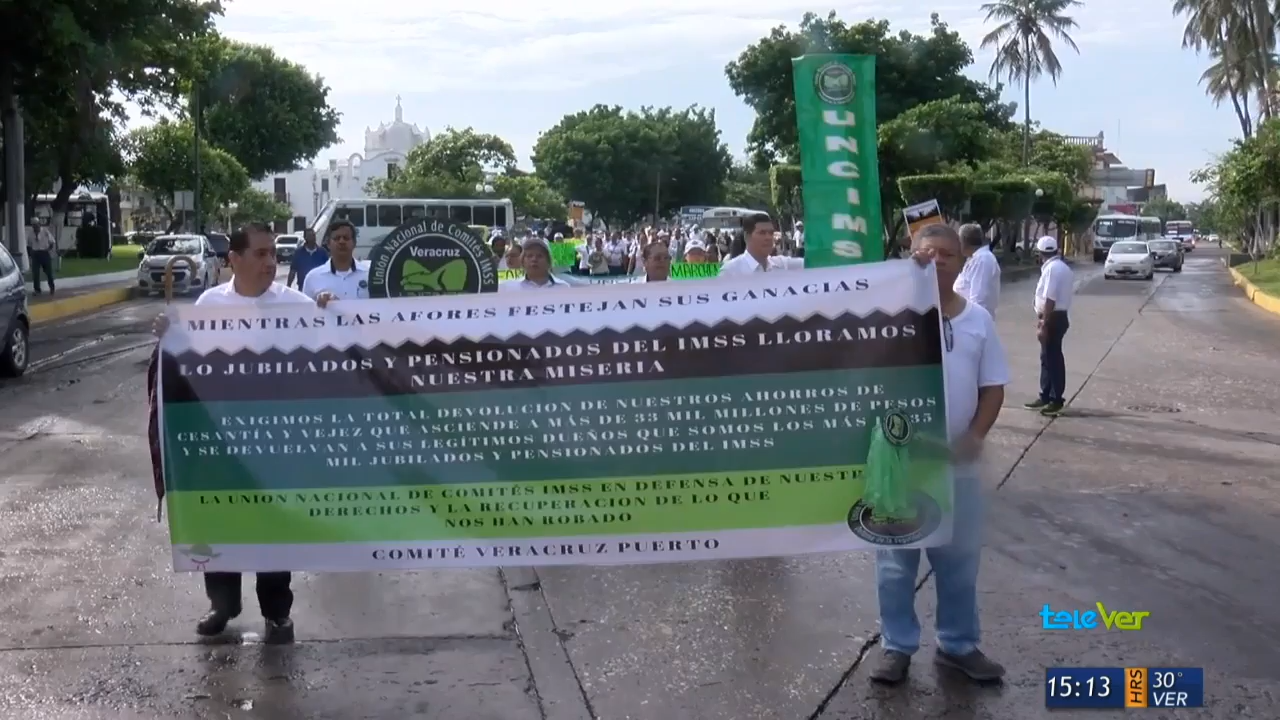 UNCIMS
Unión Nacional de Comités IMSS
Veracruz
MIENTRAS LAS AFORES FESTEJAN SUS GANACIAS
LO JUBILADOS Y PENSIONADOS DEL IMSS LLORAMOS
NUESTRA MISERIA
EXIGIMOS LA TOTAL DEVOLUCION DE NUESTROS AHORROS DE
CESANTÍA Y VEJEZ QUE ASCIENDE A MÁS DE 33 MIL MILLONES DE PESOS
Y SE DEVUELVAN A SUS LEGÍTIMOS DUEÑOS QUE SOMOS LOS MÁS 35
MIL JUBILADOS Y PENSIONADOS DEL IMSS
LA UNION NACIONAL DE COMITÉS IMSS EN DEFENSA DE NUESTR
DERECHOS Y LA RECUPERACION DE LO QUE
NOS HAN ROBADO
COMITÉ VERACRUZ PUERTO
teleVer
15:13 HRS 30°
VER